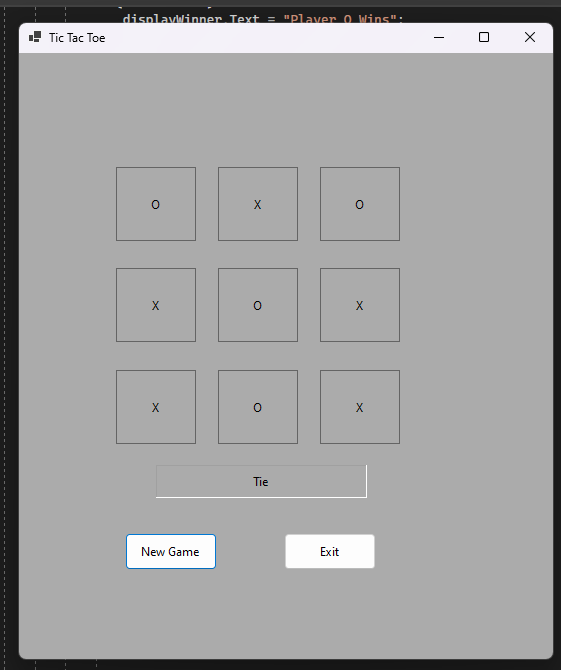 displayWinner.Text = "Player O Wins";
Tic Tac Toe
O X O
X O X
X O X
Tie
New Game Exit